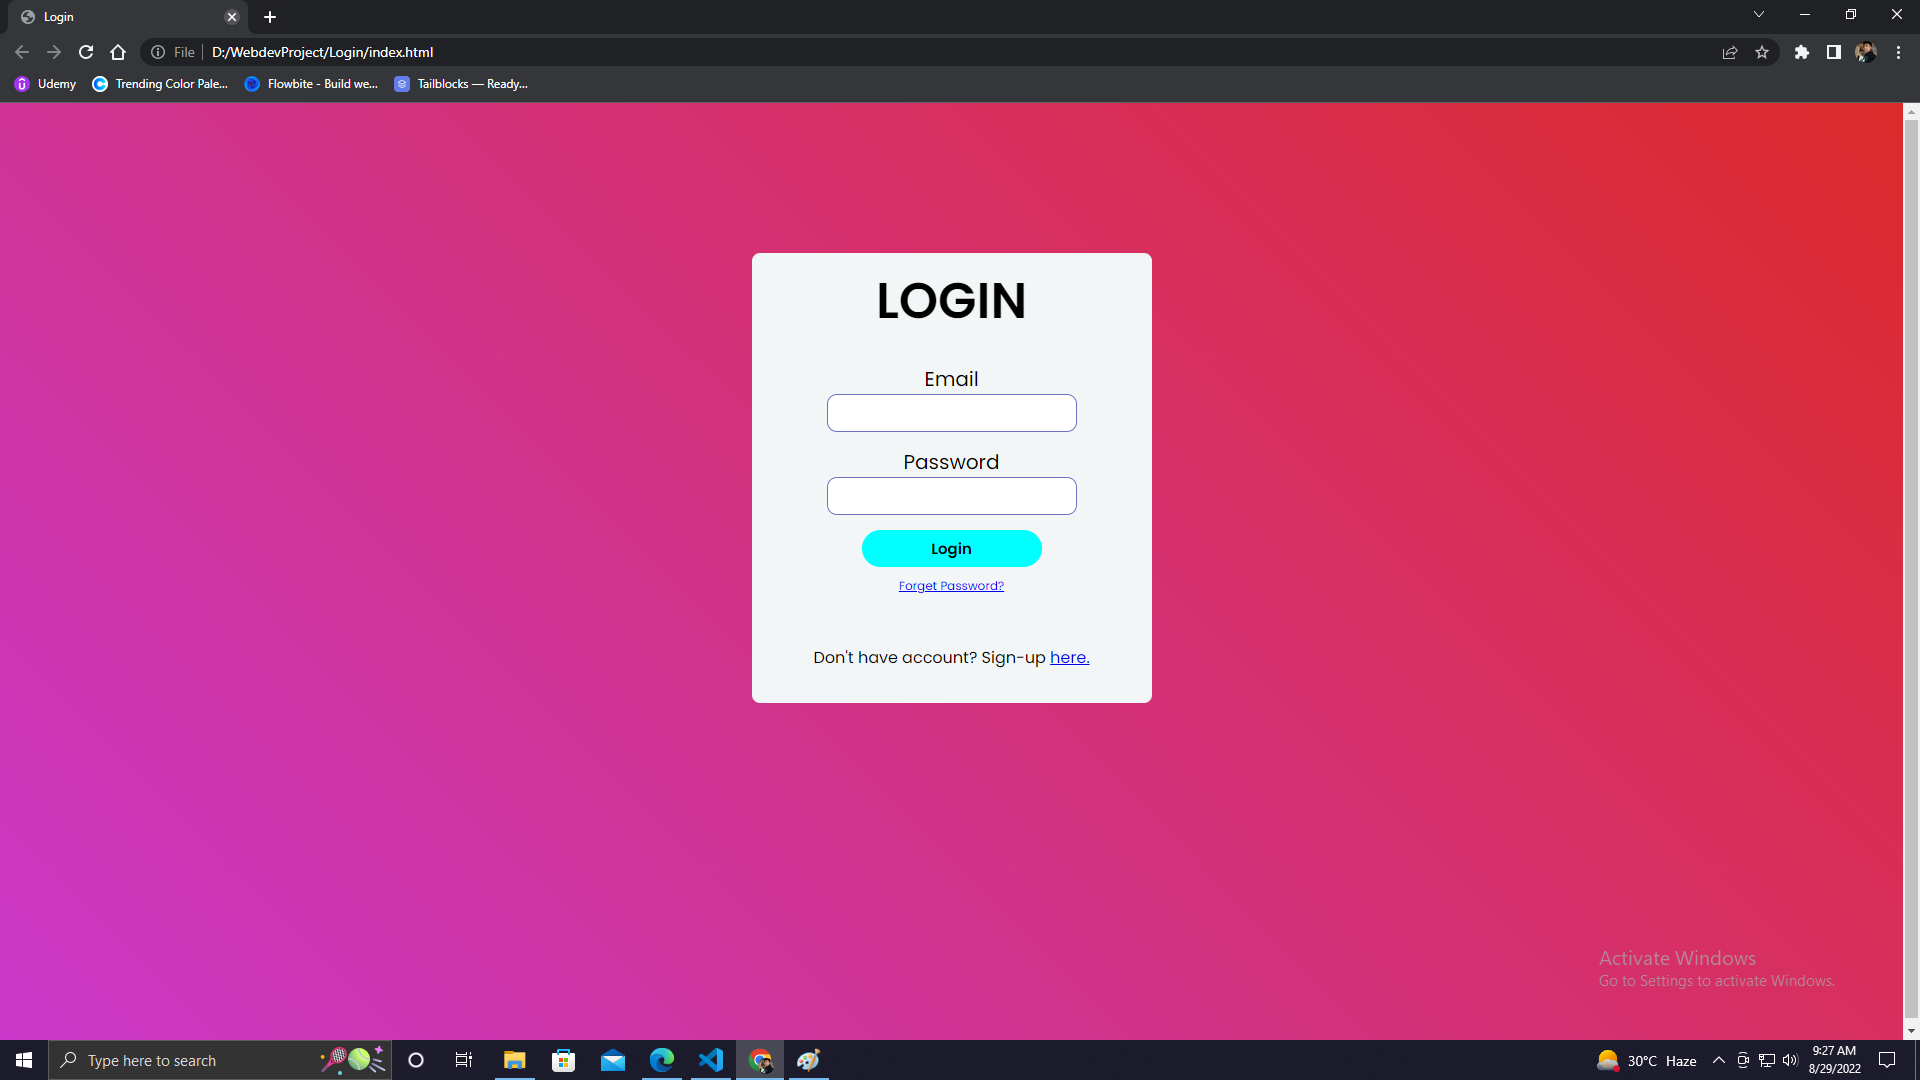 Login
File
D:/WebdevProject/Login/index.html
Udemy
Trending Color Pale...
Flowbite - Build we...
Tailblocks — Ready...
LOGIN
Email
Password
Login
Forget Password?
Don't have account? Sign-up here.
Activate Windows
Go to Settings to activate Windows.
Type here to search
30°C Haze
9:27 AM
8/29/2022